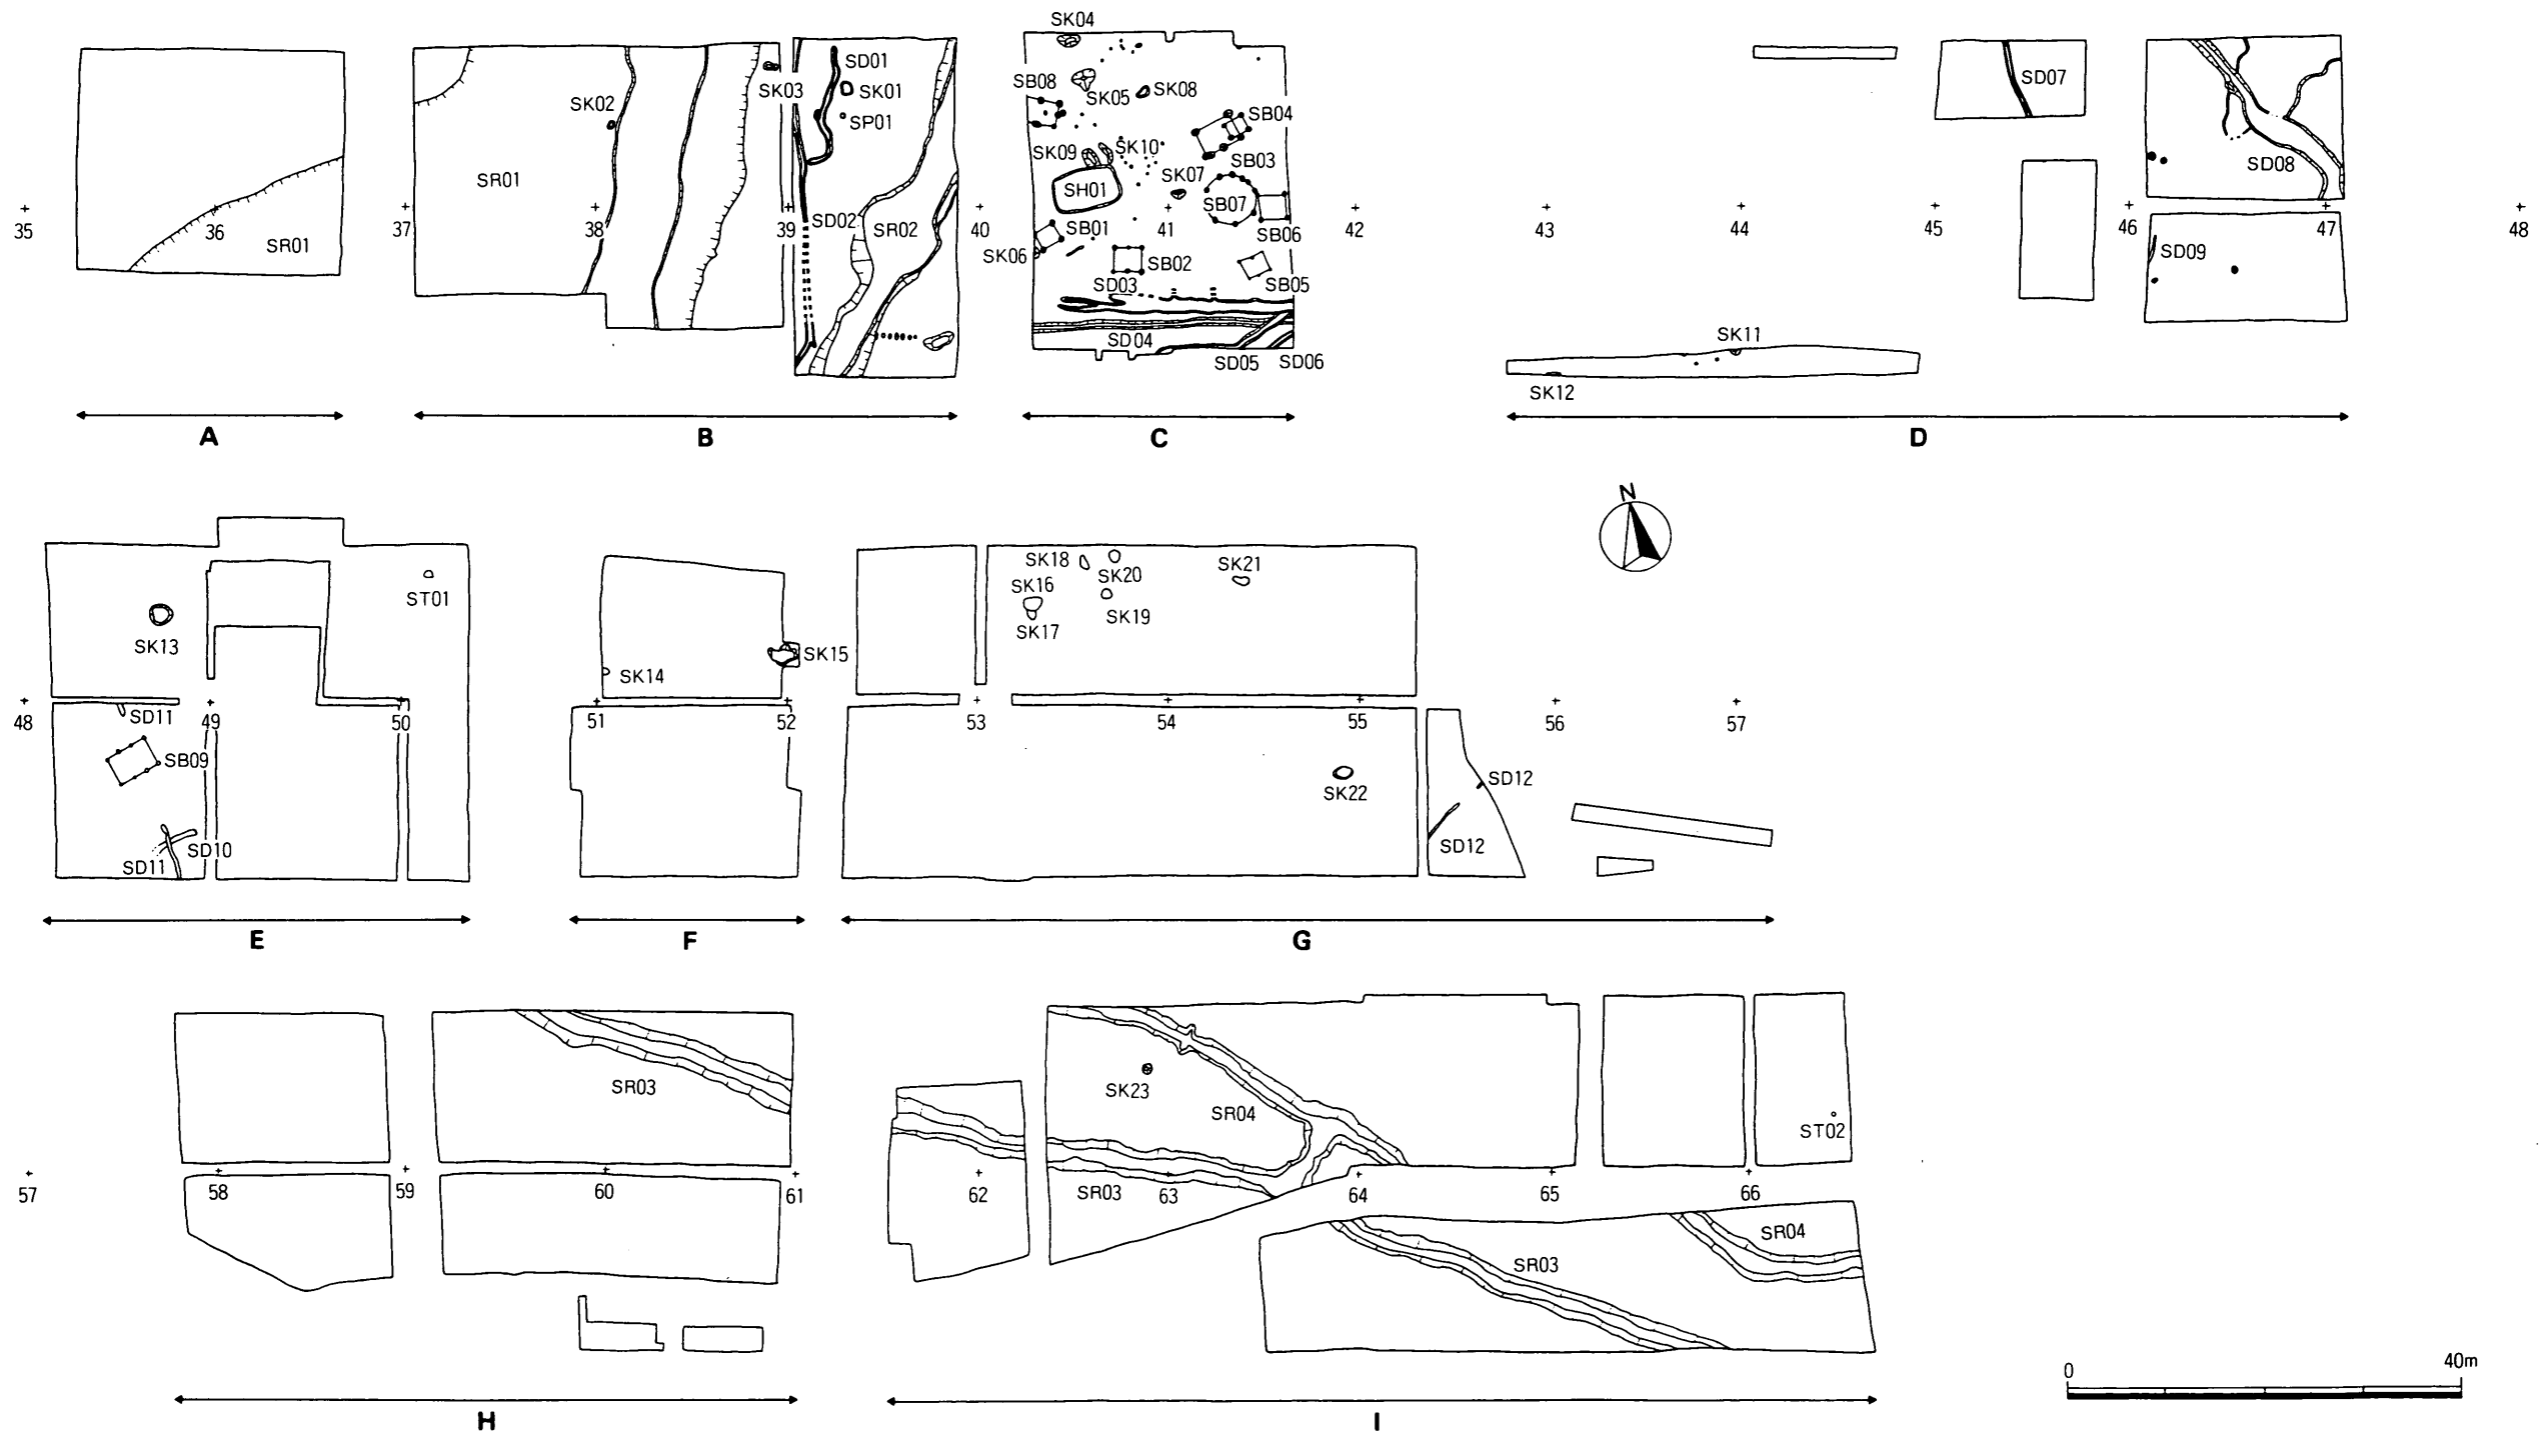 SK04
SD01
SB08
SK03
SK01
SK05
SK08
SD07
SK02
SP01
SB04
SK09
SK10
SB03
SD08
SR01
SH01
SK07
SB07
35
36
SR01
37
38
39
SD02
SR02
40
SB01
41
SB06
42
43
44
45
46
47
48
SK06
SB02
SD09
SD03
SB05
SD04
SD05
SD06
SK11
SK12
A
B
C
D
N
SK18
SK20
SK21
ST01
SK16
SK19
SK13
SK17
SK14
SK15
48
SD11
49
50
51
52
53
54
55
56
57
SB09
SK22
SD12
SD10
SD11
SD12
E
F
G
SR03
SK23
SR04
ST02
57
58
59
60
61
62
SR03
63
64
65
66
SR04
SR03
0
40m
H
I